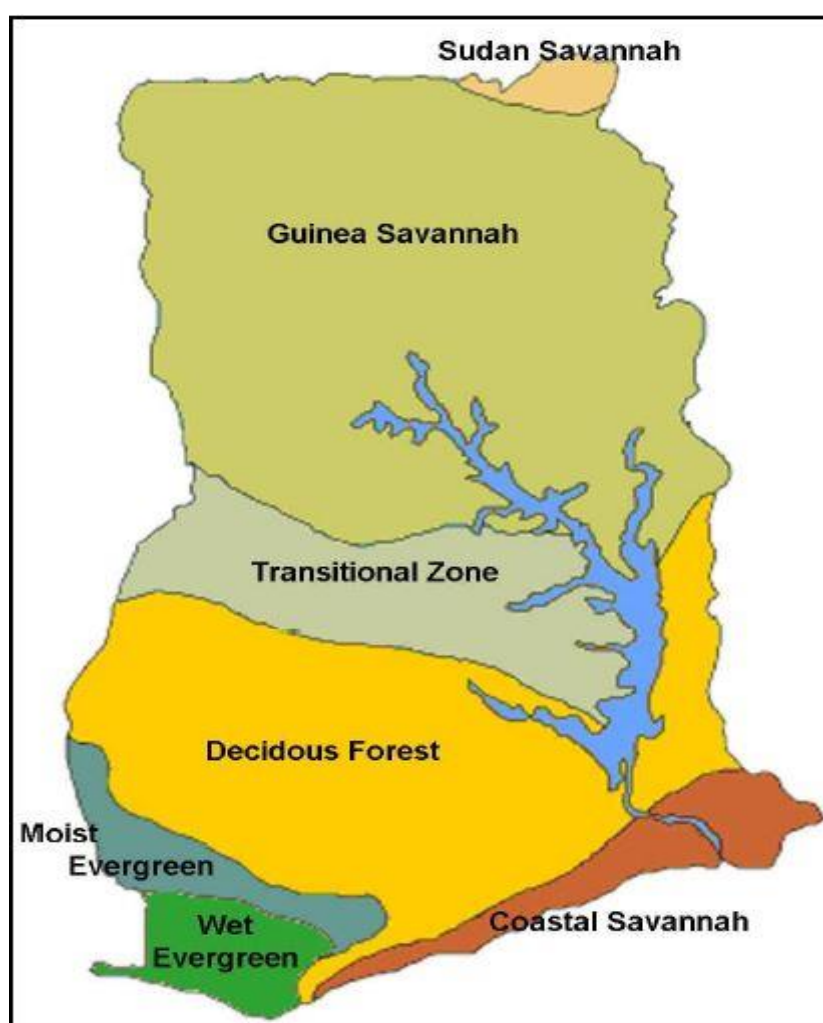 Sudan Savannah
Guinea Savannah
Transitional Zone
Decidous Forest
Moist
Evergreen
Wet
Evergreen
Coastal Savannah